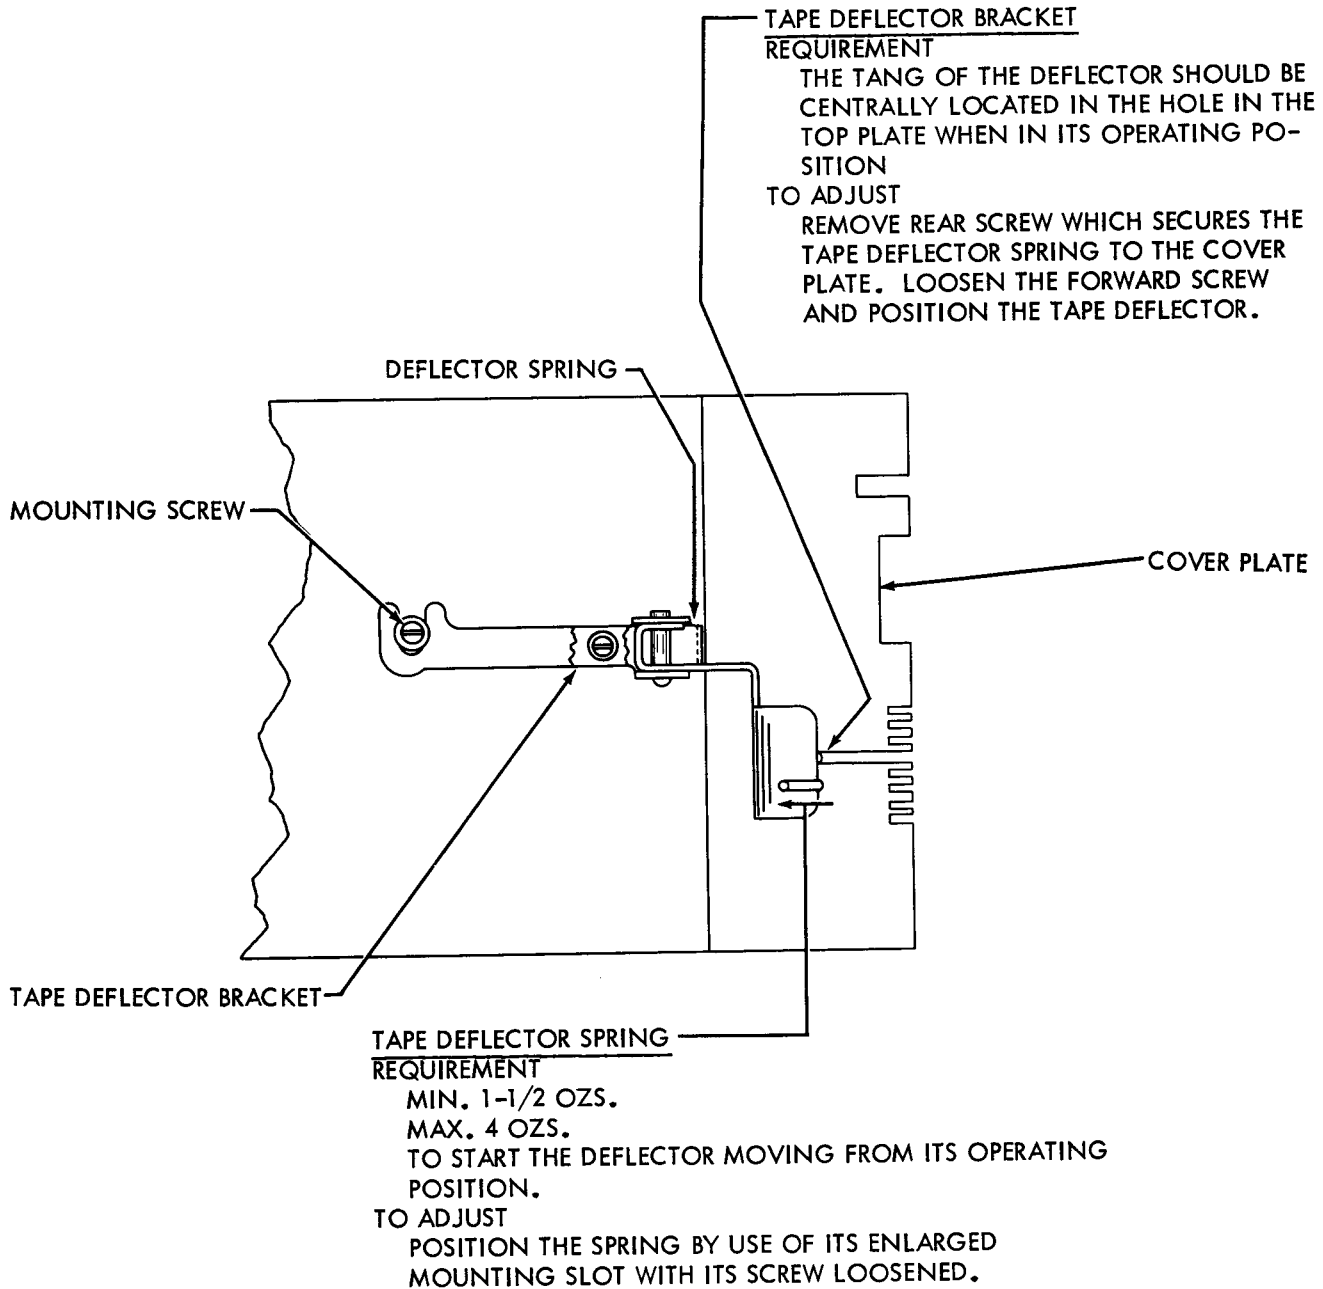 TAPE DEFLECTOR BRACKET
REQUIREMENT
THE TANG OF THE DEFLECTOR SHOULD BE
CENTRALLY LOCATED IN THE HOLE IN THE
TOP PLATE WHEN IN ITS OPERATING PO-
SITION
TO ADJUST
REMOVE REAR SCREW WHICH SECURES THE
TAPE DEFLECTOR SPRING TO THE COVER
PLATE. LOOSEN THE FORWARD SCREW
AND POSITION THE TAPE DEFLECTOR.
DEFLECTOR SPRING
MOUNTING SCREW
COVER PLATE
TAPE DEFLECTOR BRACKET
TAPE DEFLECTOR SPRING
REQUIREMENT
MIN. 1-1/2 OZS.
MAX. 4 OZS.
TO START THE DEFLECTOR MOVING FROM ITS OPERATING
POSITION.
TO ADJUST
POSITION THE SPRING BY USE OF ITS ENLARGED
MOUNTING SLOT WITH ITS SCREW LOOSENED.